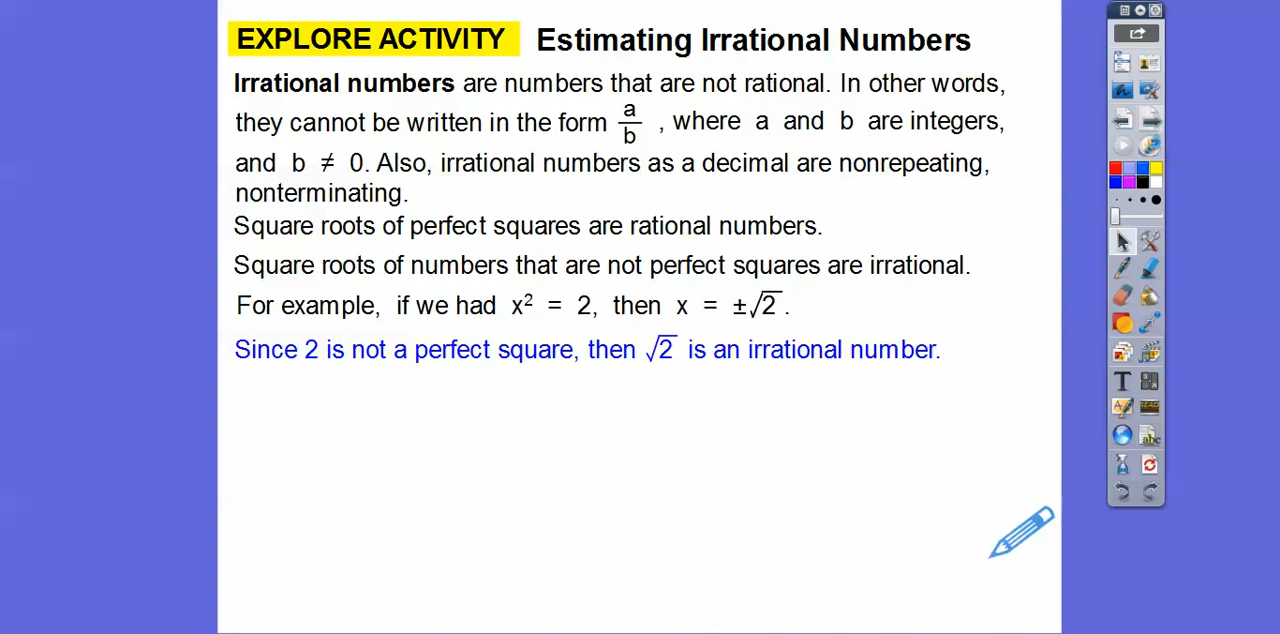 EXPLORE ACTIVITY Estimating Irrational Numbers
Irrational numbers are numbers that are not rational. In other words,
they cannot be written in the form a/b , where a and b are integers,
and b ≠ 0. Also, irrational numbers as a decimal are nonrepeating,
nonterminating.
Square roots of perfect squares are rational numbers.
Square roots of numbers that are not perfect squares are irrational.
For example, if we had x² = 2, then x = ±√2.
Since 2 is not a perfect square, then √2 is an irrational number.
T
abc